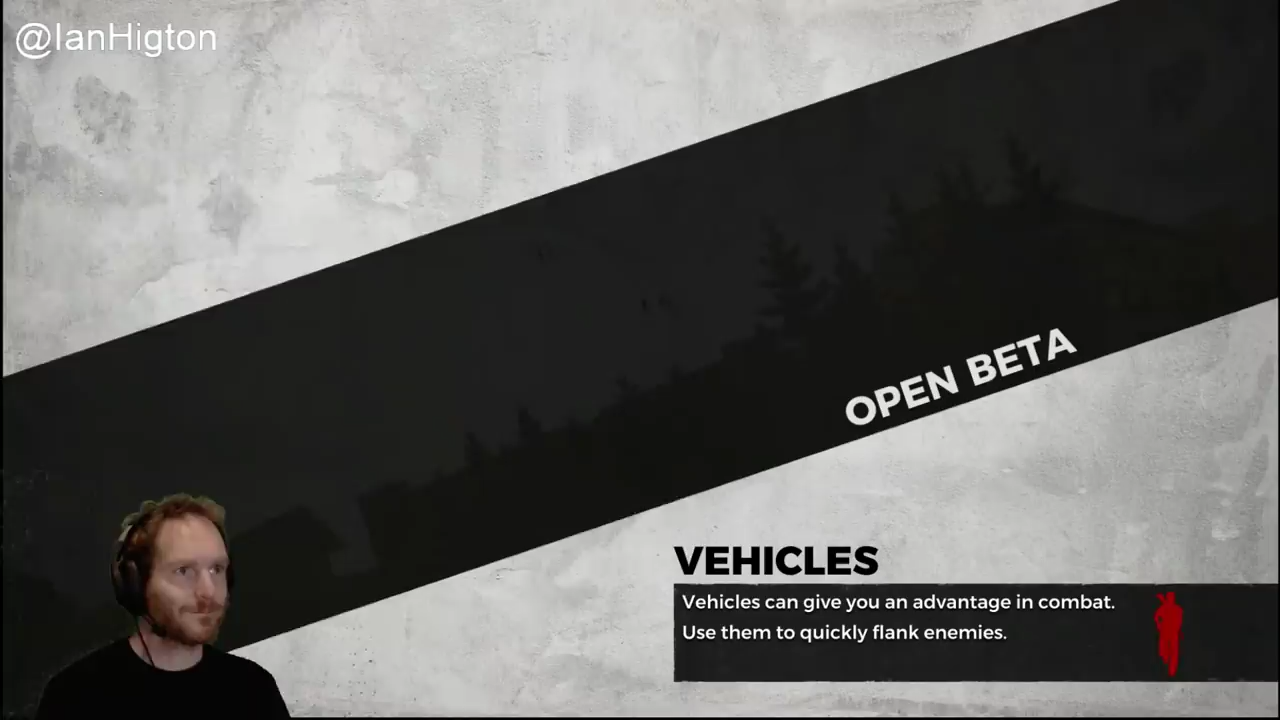 @IanHigton
OPEN BETA
VEHICLES
Vehicles can give you an advantage in combat.
Use them to quickly flank enemies.